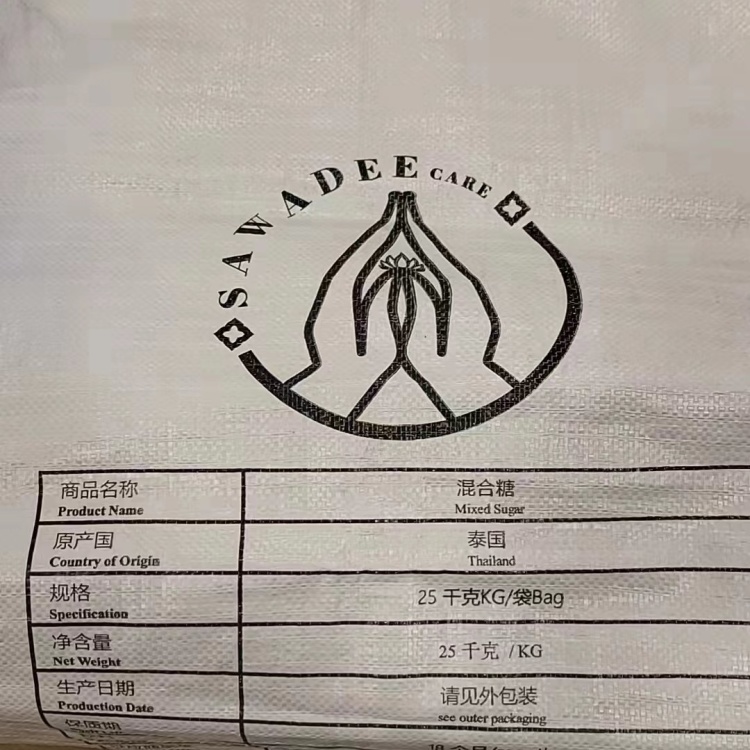 SAWADEE CARE
商品名称 混合糖
Product Name Mixed Sugar
原产国 泰国
Country of Origin Thailand
规格 25 千克KG/袋Bag
Specification
净含量 25 千克 /KG
Net Weight
生产日期 请见外包装
Production Date see outer packaging